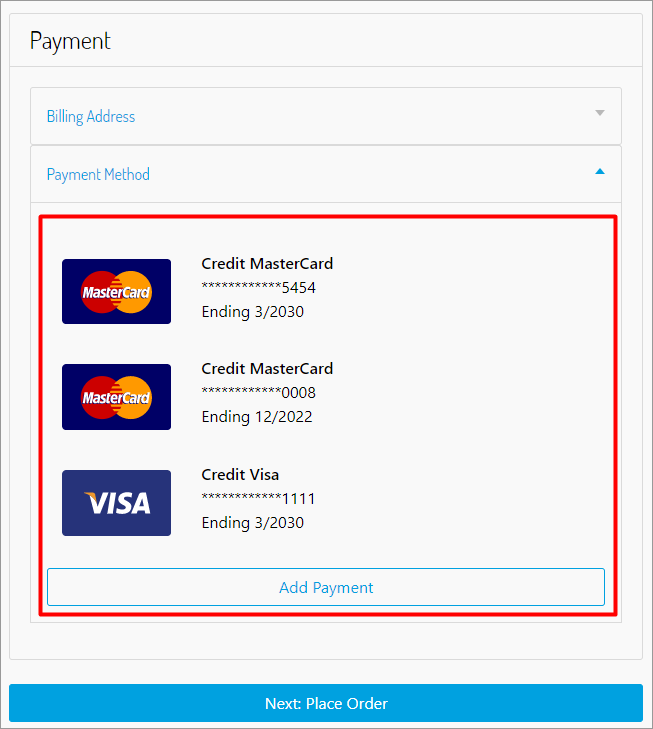 Payment
Billing Address
Payment Method
MasterCard
Credit MasterCard
************5454
Ending 3/2030
MasterCard
Credit MasterCard
************0008
Ending 12/2022
VISA
Credit Visa
************1111
Ending 3/2030
Add Payment
Next: Place Order